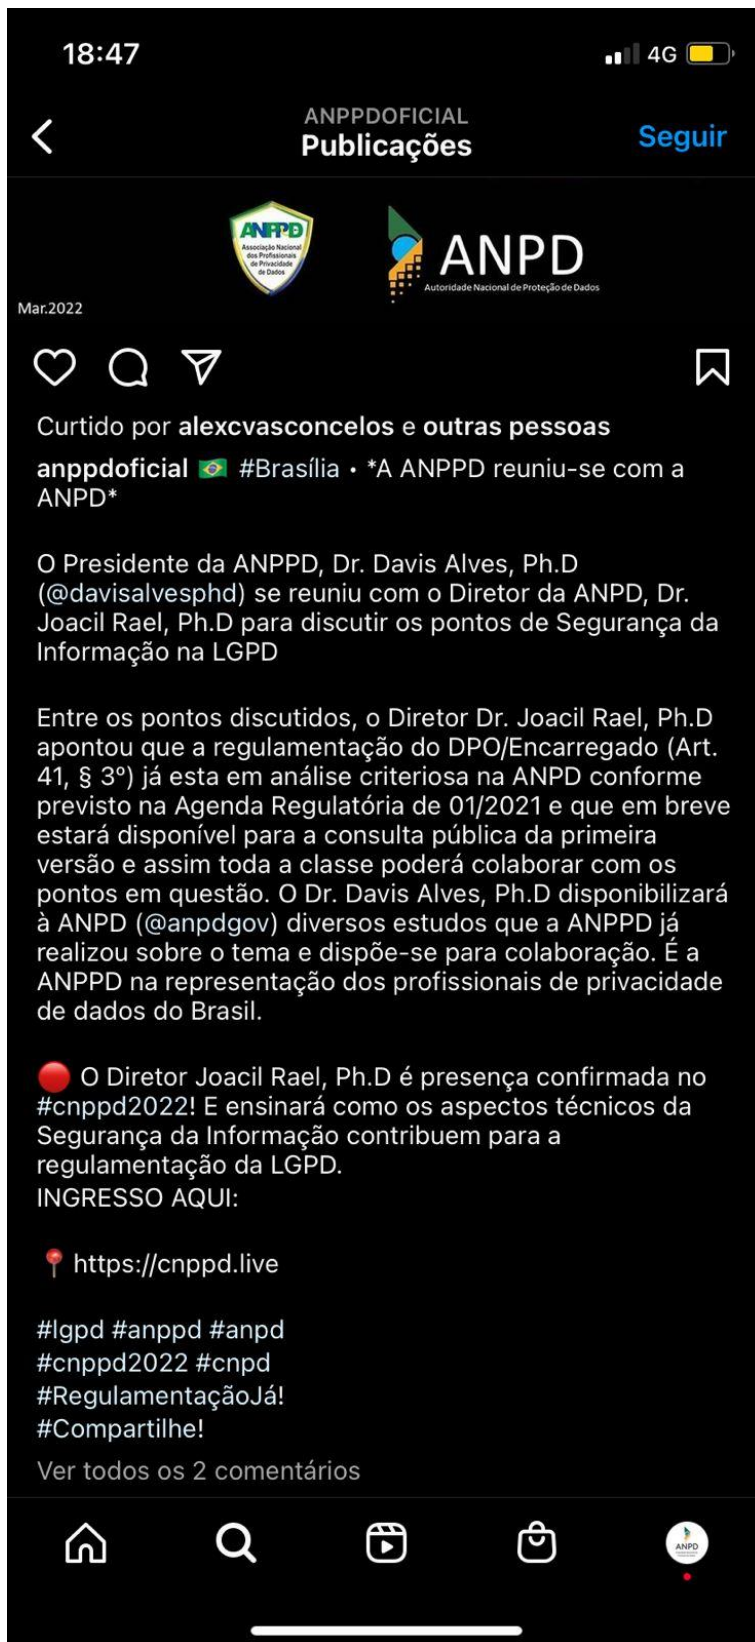 18:47
4G
ANPPDOFICIAL
Publicações
Seguir
ANPPD
Associação Nacional
dos Profissionais
de Privacidade
de Dados
ANPD
Autoridade Nacional de Proteção de Dados
Mar.2022
Curtido por alexcvasconcelos e outras pessoas
anppdoficial 🇧🇷 #Brasília • *A ANPPD reuniu-se com a
ANPD*
O Presidente da ANPPD, Dr. Davis Alves, Ph.D
(@davisalvesphd) se reuniu com o Diretor da ANPD, Dr.
Joacil Rael, Ph.D para discutir os pontos de Segurança da
Informação na LGPD
Entre os pontos discutidos, o Diretor Dr. Joacil Rael, Ph.D
apontou que a regulamentação do DPO/Encarregado (Art.
41, § 3º) já esta em análise criteriosa na ANPD conforme
previsto na Agenda Regulatória de 01/2021 e que em breve
estará disponível para a consulta pública da primeira
versão e assim toda a classe poderá colaborar com os
pontos em questão. O Dr. Davis Alves, Ph.D disponibilizará
à ANPD (@anpdgov) diversos estudos que a ANPPD já
realizou sobre o tema e dispõe-se para colaboração. É a
ANPPD na representação dos profissionais de privacidade
de dados do Brasil.
🔴 O Diretor Joacil Rael, Ph.D é presença confirmada no
#cnppd2022! E ensinará como os aspectos técnicos da
Segurança da Informação contribuem para a
regulamentação da LGPD.
INGRESSO AQUI:
📍 https://cnppd.live
#lgpd #anppd #anpd
#cnppd2022 #cnpd
#RegulamentaçãoJá!
#Compartilhe!
Ver todos os 2 comentários
ANPD